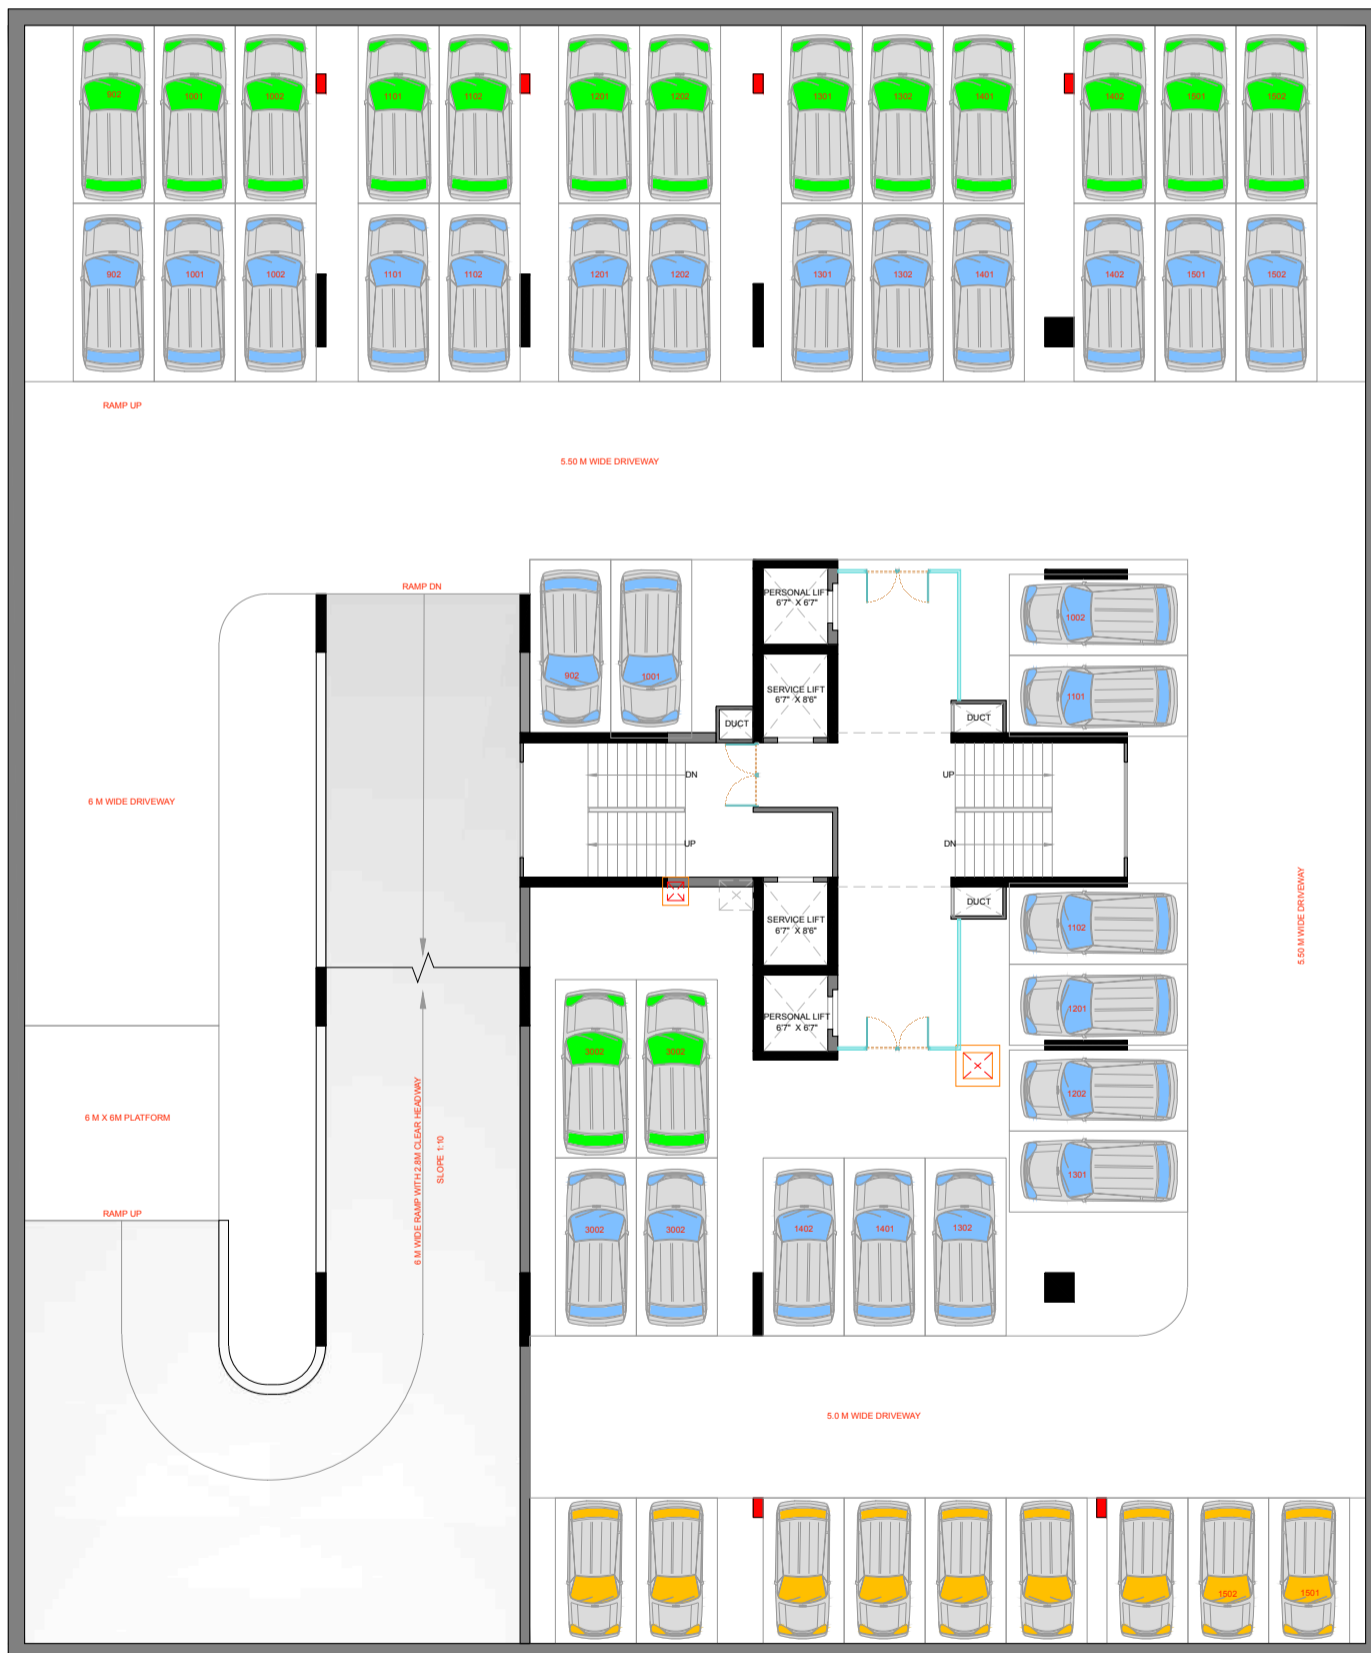 902
1001
1002
1101
1102
1201
1202
1301
1302
1401
1402
1501
1502
902
1001
1002
1101
1102
1201
1202
1301
1302
1401
1402
1501
1502
RAMP UP
5.50 M WIDE DRIVEWAY
RAMP DN
PERSONAL LIFT
6'7" X 6'7"
1002
902
1001
SERVICE LIFT
6'7" X 8'6"
1101
DUCT
DUCT
DN
UP
6 M WIDE DRIVEWAY
UP
DN
DUCT
SERVICE LIFT
6'7" X 8'6"
1102
5.50 M WIDE DRIVEWAY
PERSONAL LIFT
6'7" X 6'7"
1201
3002
3002
1202
6 M X 6M PLATFORM
6 M WIDE RAMP WITH 2.8M CLEAR HEADWAY
SLOPE 1:10
1301
RAMP UP
3002
3002
1402
1401
1302
5.0 M WIDE DRIVEWAY
1502
1501